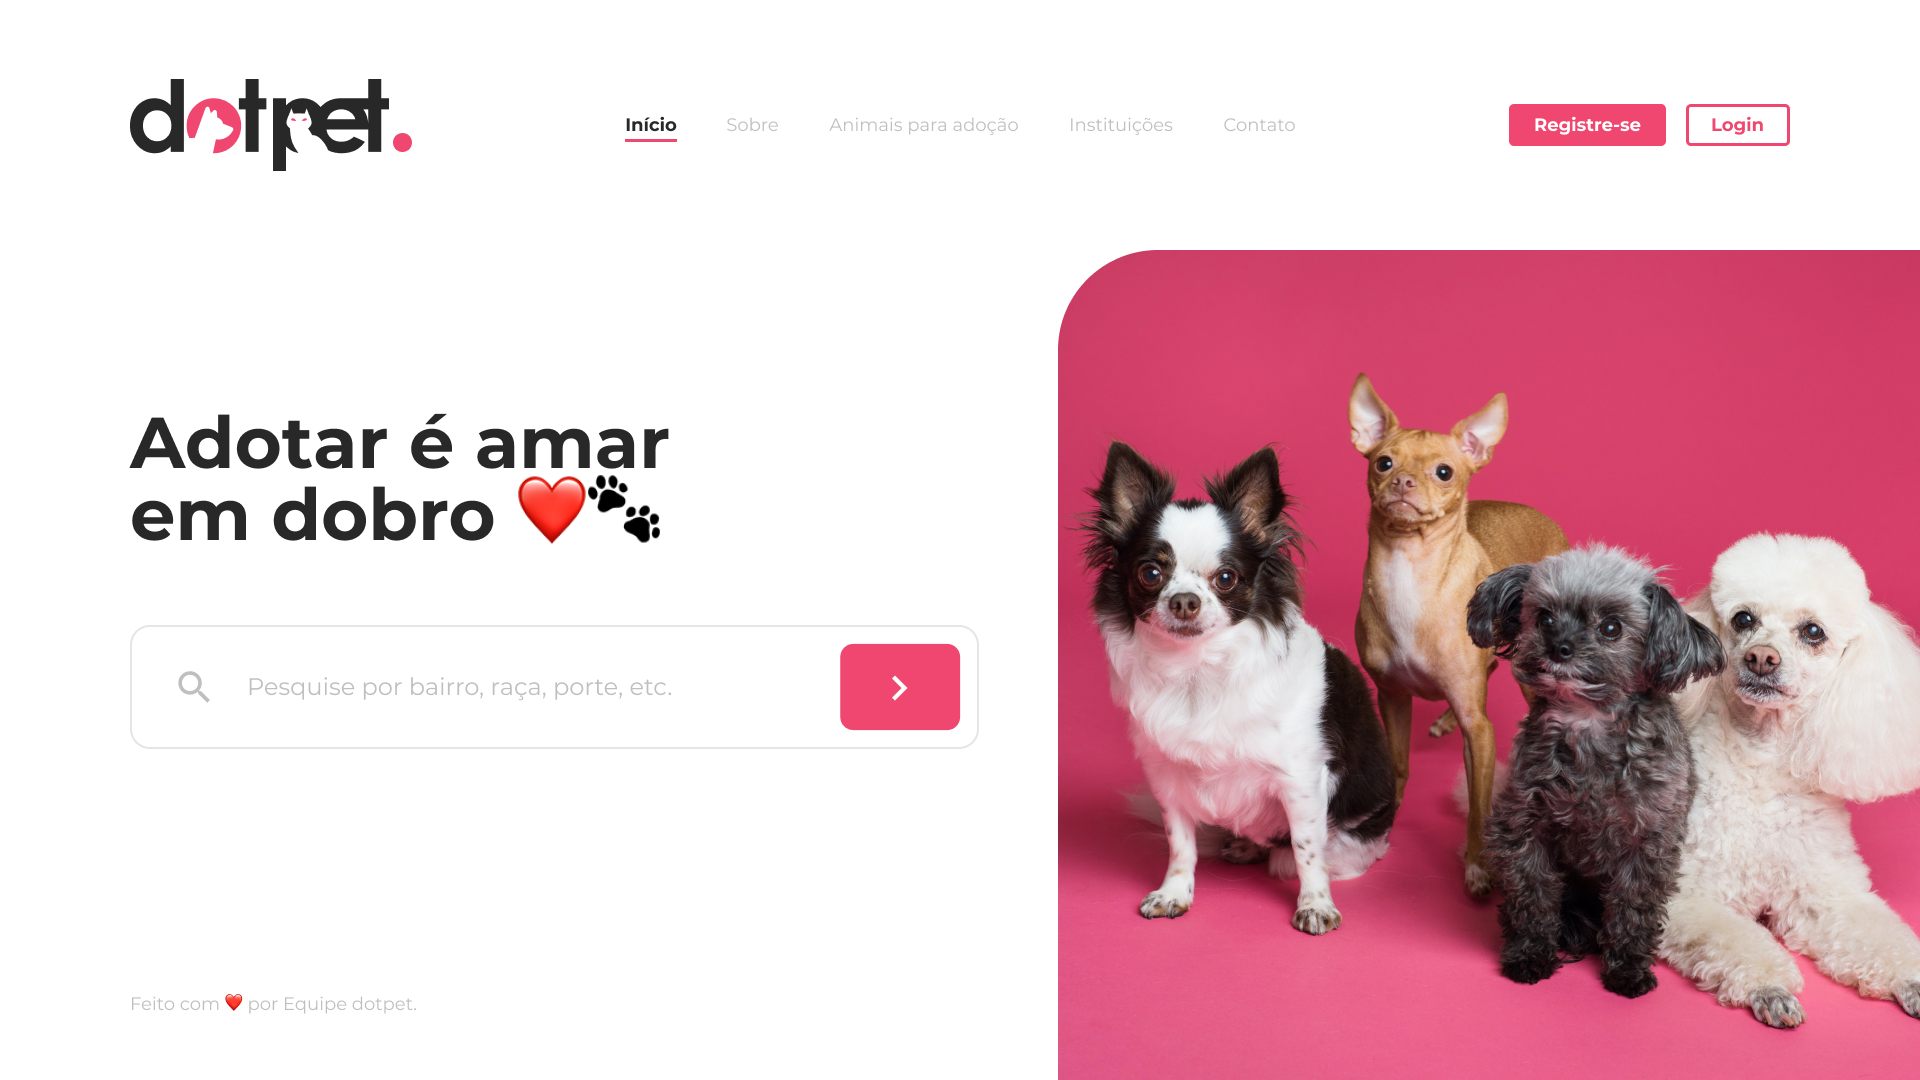 dotpet.
Início
Sobre
Animais para adoção
Instituições
Contato
Registre-se
Login
Adotar é amar
em dobro ❤️🐾
Pesquise por bairro, raça, porte, etc.
Feito com ❤️ por Equipe dotpet.